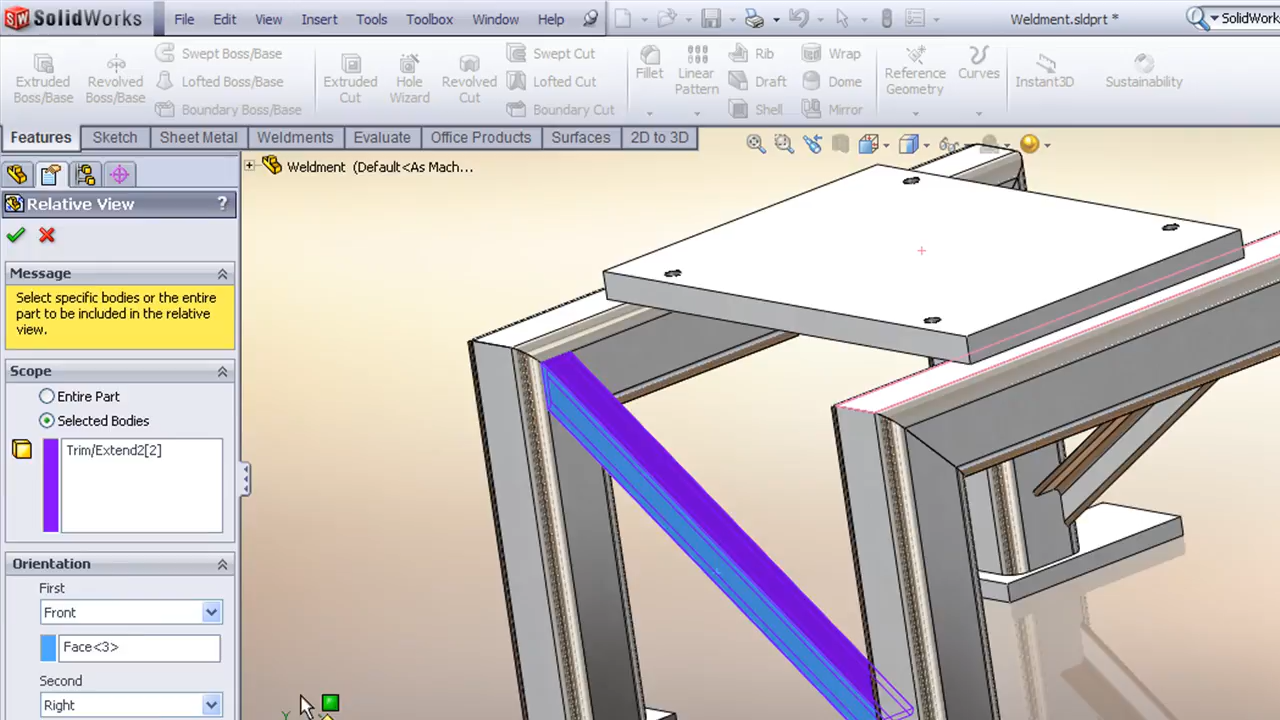 SolidWorks File Edit View Insert Tools Toolbox Window Help Weldment.sldprt * SolidWork
Extruded Boss/Base
Revolved Boss/Base
Swept Boss/Base
Lofted Boss/Base
Boundary Boss/Base
Extruded Cut
Hole Wizard
Revolved Cut
Swept Cut
Lofted Cut
Boundary Cut
Fillet
Linear Pattern
Rib
Draft
Shell
Wrap
Dome
Mirror
Reference Geometry
Curves
Instant3D
Sustainability
Features Sketch Sheet Metal Weldments Evaluate Office Products Surfaces 2D to 3D
Weldment (Default<As Mach...
Relative View ?
Message
Select specific bodies or the entire
part to be included in the relative
view.
Scope
Entire Part
Selected Bodies
Trim/Extend2[2]
Orientation
First
Front
Face<3>
Second
Right
Y